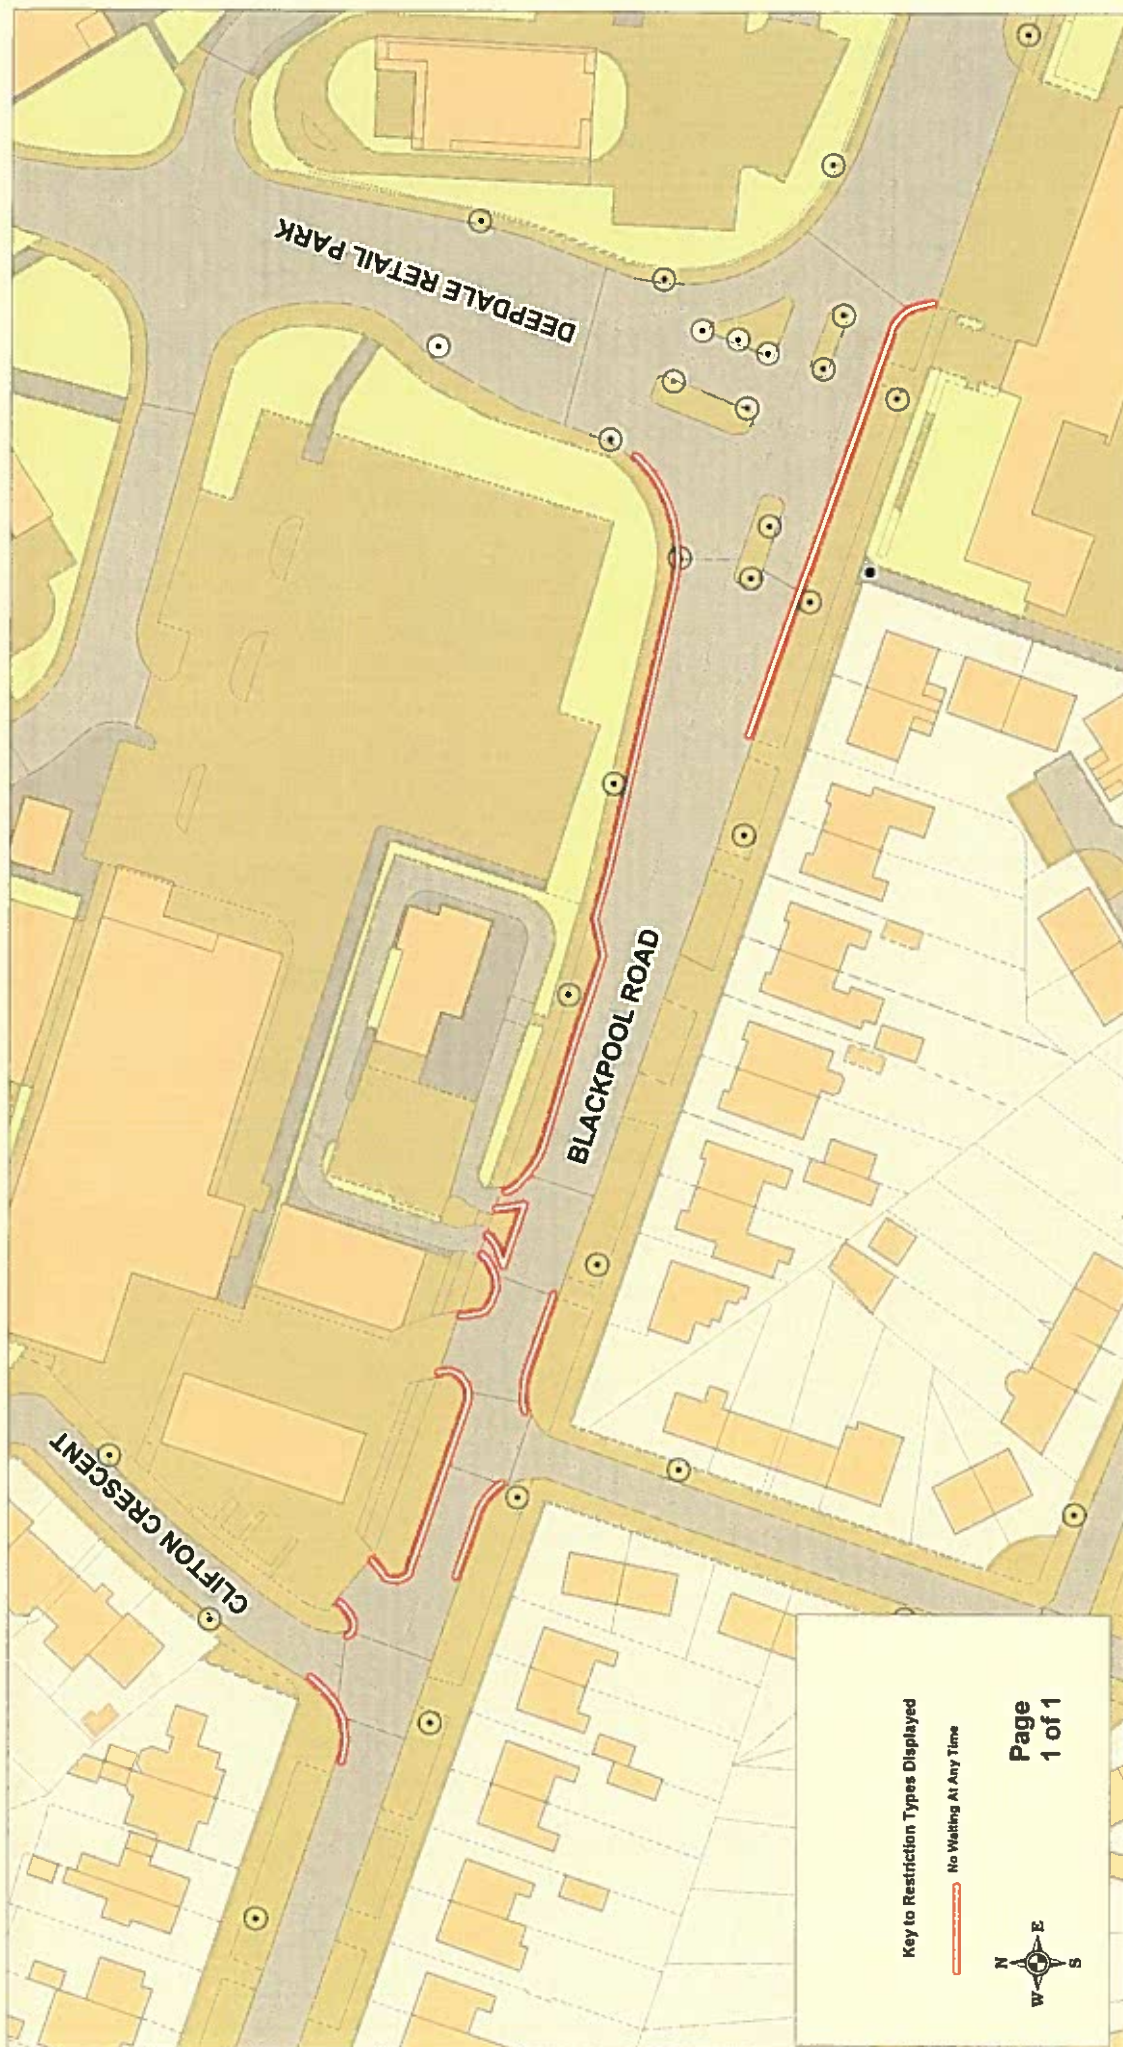 DEEPDALE RETAIL PARK
BLACKPOOL ROAD
CLIFTON CRESCENT
Key to Restriction Types Displayed
No Waiting At Any Time
N
W
E
S
Page
1 of 1